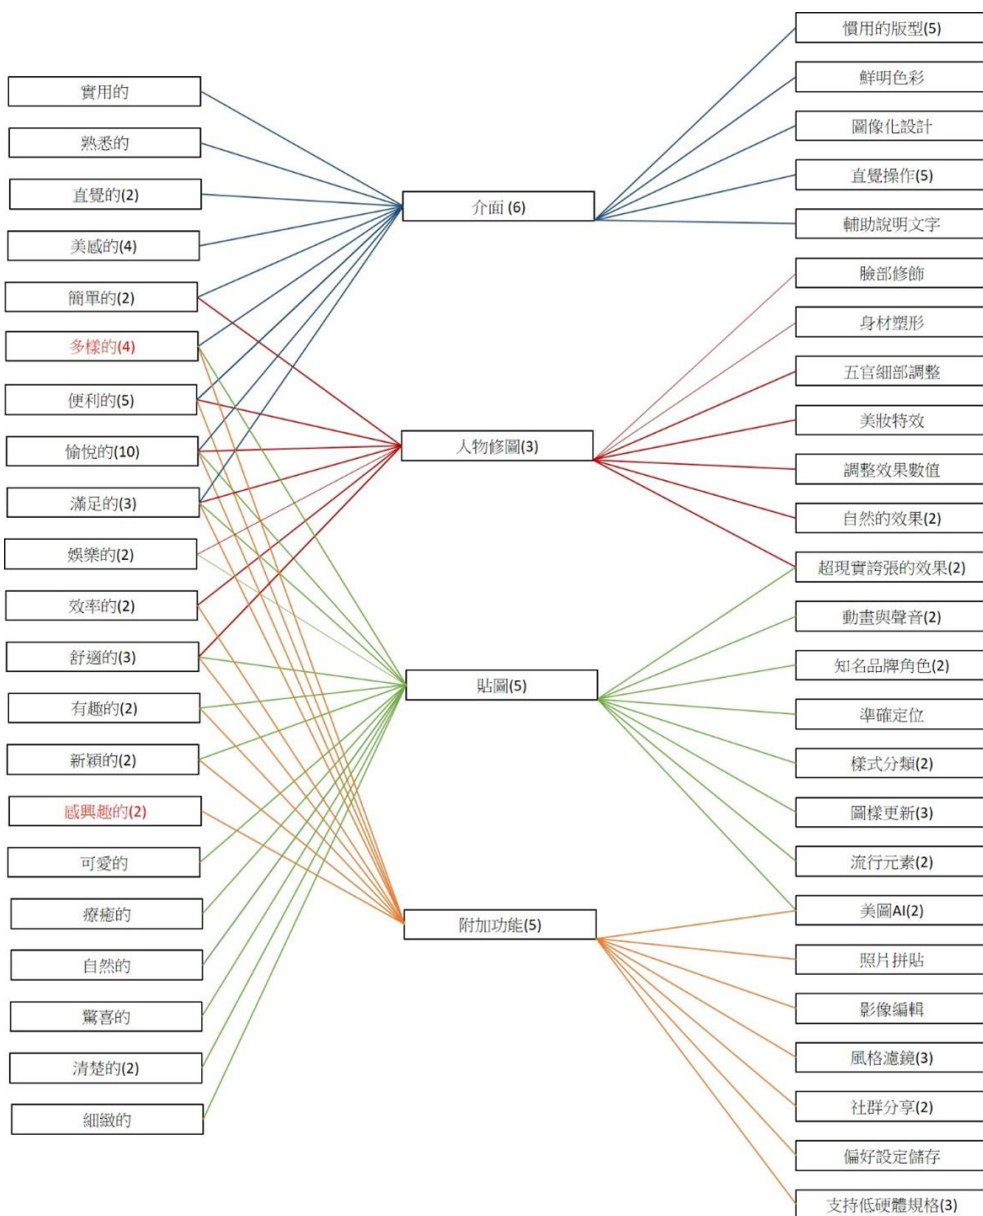 實用的
熟悉的
直覺的(2)
美感的(4)
簡單的(2)
多樣的(4)
便利的(5)
愉悅的(10)
滿足的(3)
娛樂的(2)
效率的(2)
舒適的(3)
有趣的(2)
新穎的(2)
感興趣的(2)
可愛的
療癒的
自然的
驚喜的
清楚的(2)
細緻的
介面 (6)
人物修圖(3)
貼圖(5)
附加功能(5)
慣用的版型(5)
鮮明色彩
圖像化設計
直覺操作(5)
輔助說明文字
臉部修飾
身材塑形
五官細部調整
美妝特效
調整效果數值
自然的效果(2)
超現實誇張的效果(2)
動畫與聲音(2)
知名品牌角色(2)
準確定位
樣式分類(2)
圖樣更新(3)
流行元素(2)
美圖AI(2)
照片拼貼
影像編輯
風格濾鏡(3)
社群分享(2)
偏好設定儲存
支持低硬體規格(3)